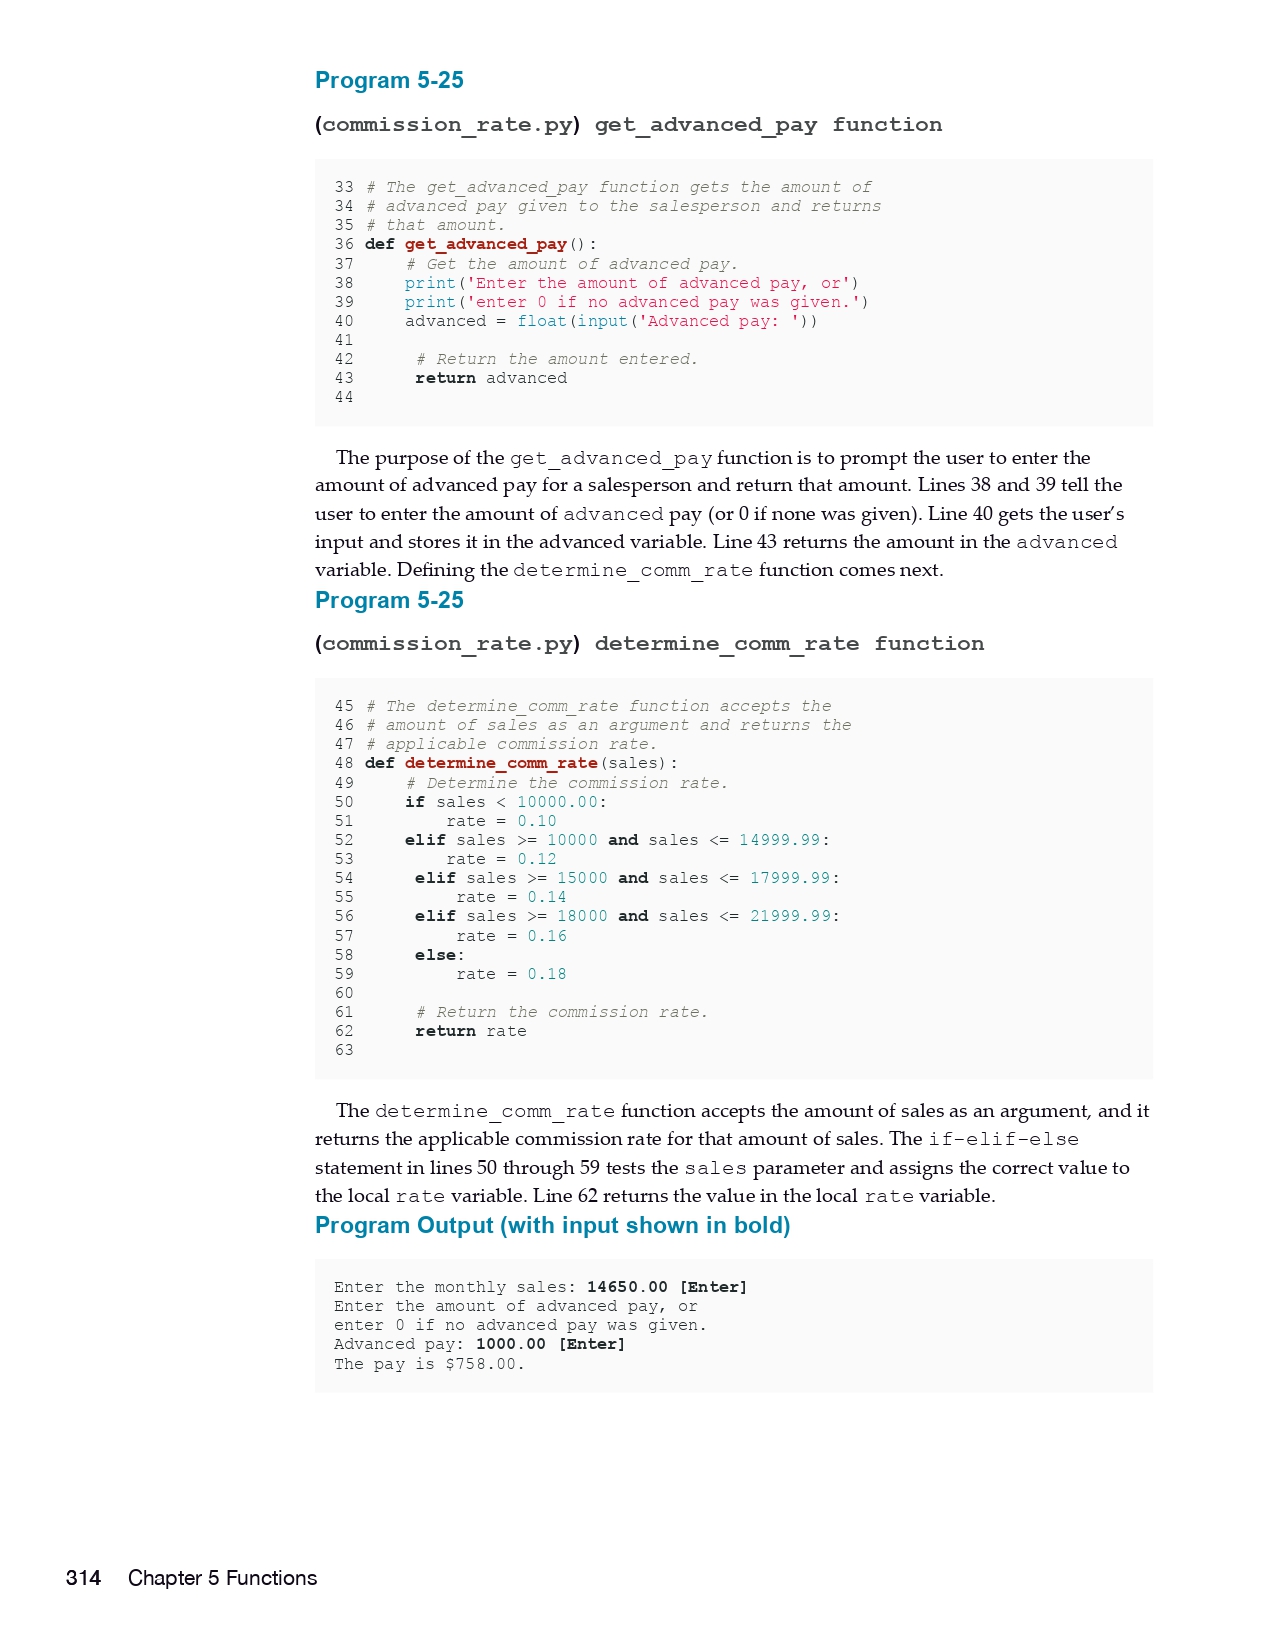 Program 5-25
(commission_rate.py) get_advanced_pay function
33 # The get_advanced_pay function gets the amount of
34 # advanced pay given to the salesperson and returns
35 # that amount.
36 def get_advanced_pay():
37     # Get the amount of advanced pay.
38     print('Enter the amount of advanced pay, or')
39     print('enter 0 if no advanced pay was given.')
40     advanced = float(input('Advanced pay: '))
41
42      # Return the amount entered.
43      return advanced
44
The purpose of the get_advanced_pay function is to prompt the user to enter the
amount of advanced pay for a salesperson and return that amount. Lines 38 and 39 tell the
user to enter the amount of advanced pay (or 0 if none was given). Line 40 gets the user’s
input and stores it in the advanced variable. Line 43 returns the amount in the advanced
variable. Defining the determine_comm_rate function comes next.
Program 5-25
(commission_rate.py) determine_comm_rate function
45 # The determine_comm_rate function accepts the
46 # amount of sales as an argument and returns the
47 # applicable commission rate.
48 def determine_comm_rate(sales):
49     # Determine the commission rate.
50     if sales < 10000.00:
51         rate = 0.10
52     elif sales >= 10000 and sales <= 14999.99:
53         rate = 0.12
54      elif sales >= 15000 and sales <= 17999.99:
55          rate = 0.14
56      elif sales >= 18000 and sales <= 21999.99:
57          rate = 0.16
58      else:
59          rate = 0.18
60
61      # Return the commission rate.
62      return rate
63
The determine_comm_rate function accepts the amount of sales as an argument, and it
returns the applicable commission rate for that amount of sales. The if-elif-else
statement in lines 50 through 59 tests the sales parameter and assigns the correct value to
the local rate variable. Line 62 returns the value in the local rate variable.
Program Output (with input shown in bold)
Enter the monthly sales: 14650.00 [Enter]
Enter the amount of advanced pay, or
enter 0 if no advanced pay was given.
Advanced pay: 1000.00 [Enter]
The pay is $758.00.
314 Chapter 5 Functions